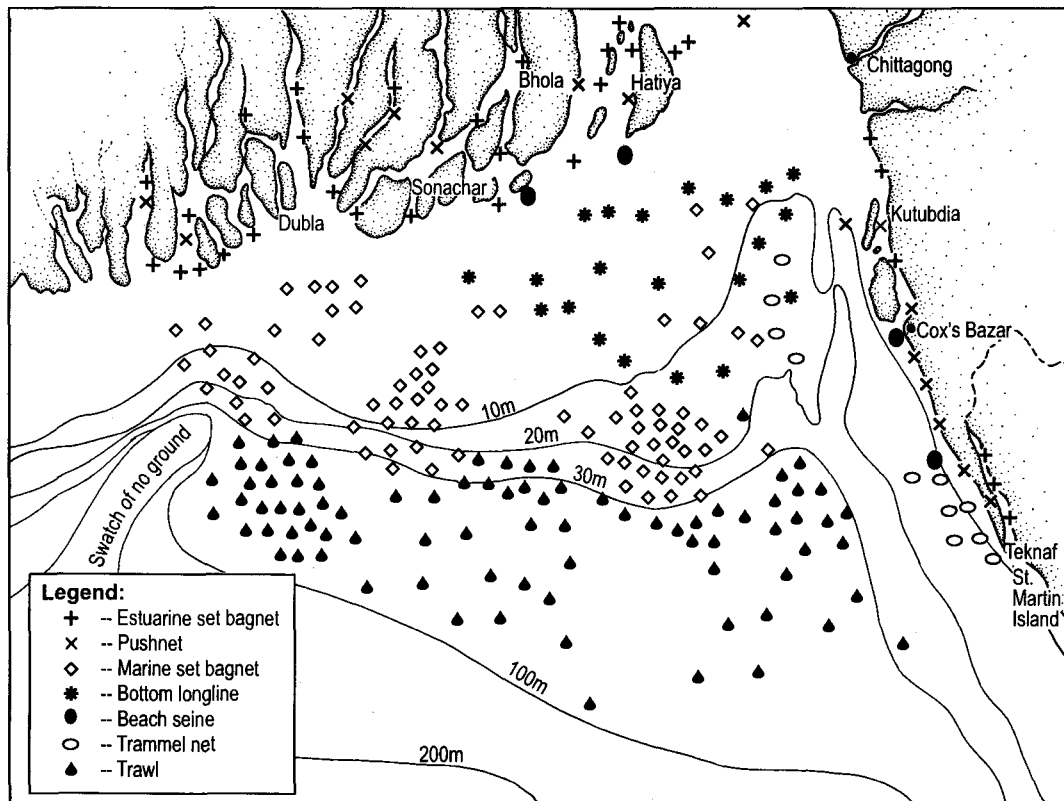 Chittagong
Bhola
Hatiya
Sonachar
Dubla
Kutubdia
Cox's Bazar
10m
20m
30m
Swatch of no ground
Teknaf
St.
Martin
Island
100m
200m
Legend:
+ -- Estuarine set bagnet
× -- Pushnet
◇ -- Marine set bagnet
✱ -- Bottom longline
● -- Beach seine
⬭ -- Trammel net
▲ -- Trawl